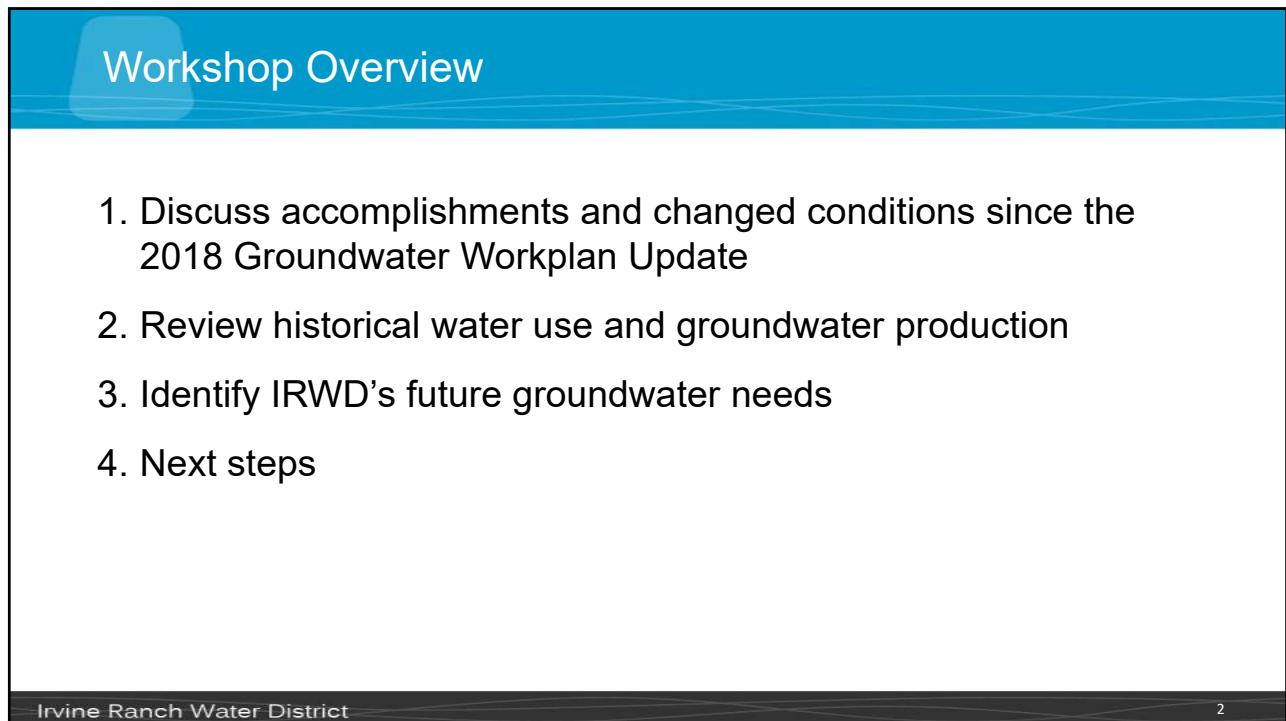 Workshop Overview
1. Discuss accomplishments and changed conditions since the
2018 Groundwater Workplan Update
2. Review historical water use and groundwater production
3. Identify IRWD’s future groundwater needs
4. Next steps
Irvine Ranch Water District
2